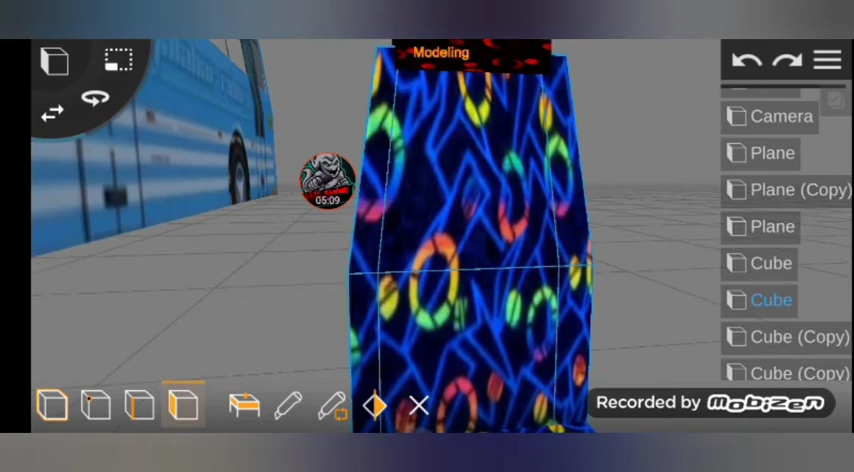 Modeling
Camera
Plane
Plane (Copy)
Plane
Cube
Cube
Cube (Copy)
Cube (Copy)
05:09
Recorded by mobizen